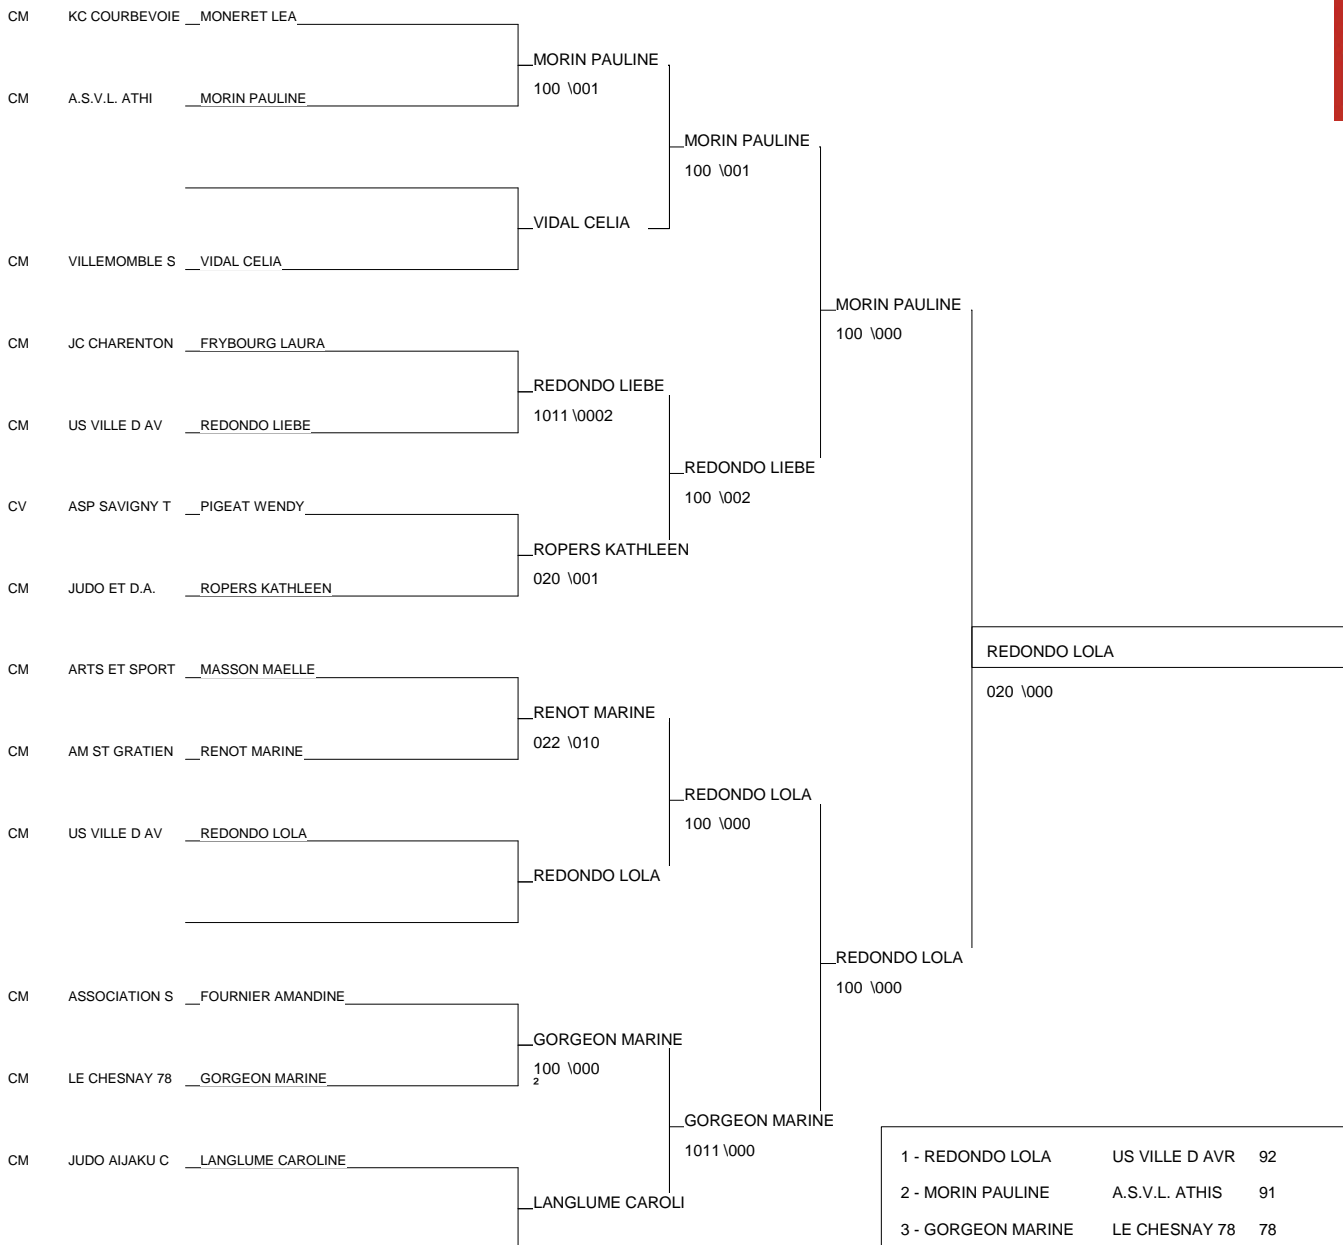 CM KC COURBEVOIE MONERET LEA
MORIN PAULINE
100 \001
CM A.S.V.L. ATHI MORIN PAULINE
MORIN PAULINE
100 \001
VIDAL CELIA
CM VILLEMOMBLE S VIDAL CELIA
MORIN PAULINE
100 \000
CM JC CHARENTON FRYBOURG LAURA
REDONDO LIEBE
1011 \0002
CM US VILLE D AV REDONDO LIEBE
REDONDO LIEBE
100 \002
CV ASP SAVIGNY T PIGEAT WENDY
ROPERS KATHLEEN
020 \001
CM JUDO ET D.A. ROPERS KATHLEEN
REDONDO LOLA
020 \000
CM ARTS ET SPORT MASSON MAELLE
RENOT MARINE
022 \010
CM AM ST GRATIEN RENOT MARINE
REDONDO LOLA
100 \000
CM US VILLE D AV REDONDO LOLA
REDONDO LOLA
REDONDO LOLA
100 \000
CM ASSOCIATION S FOURNIER AMANDINE
GORGEON MARINE
100 \000
2
CM LE CHESNAY 78 GORGEON MARINE
GORGEON MARINE
1011 \000
CM JUDO AIJAKU C LANGLUME CAROLINE
LANGLUME CAROLI
1 - REDONDO LOLA US VILLE D AVR 92
2 - MORIN PAULINE A.S.V.L. ATHIS 91
3 - GORGEON MARINE LE CHESNAY 78 78